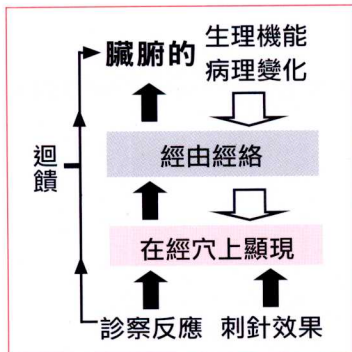 臟腑的
生理機能
病理變化
經由經絡
迴饋
在經穴上顯現
診察反應 刺針效果